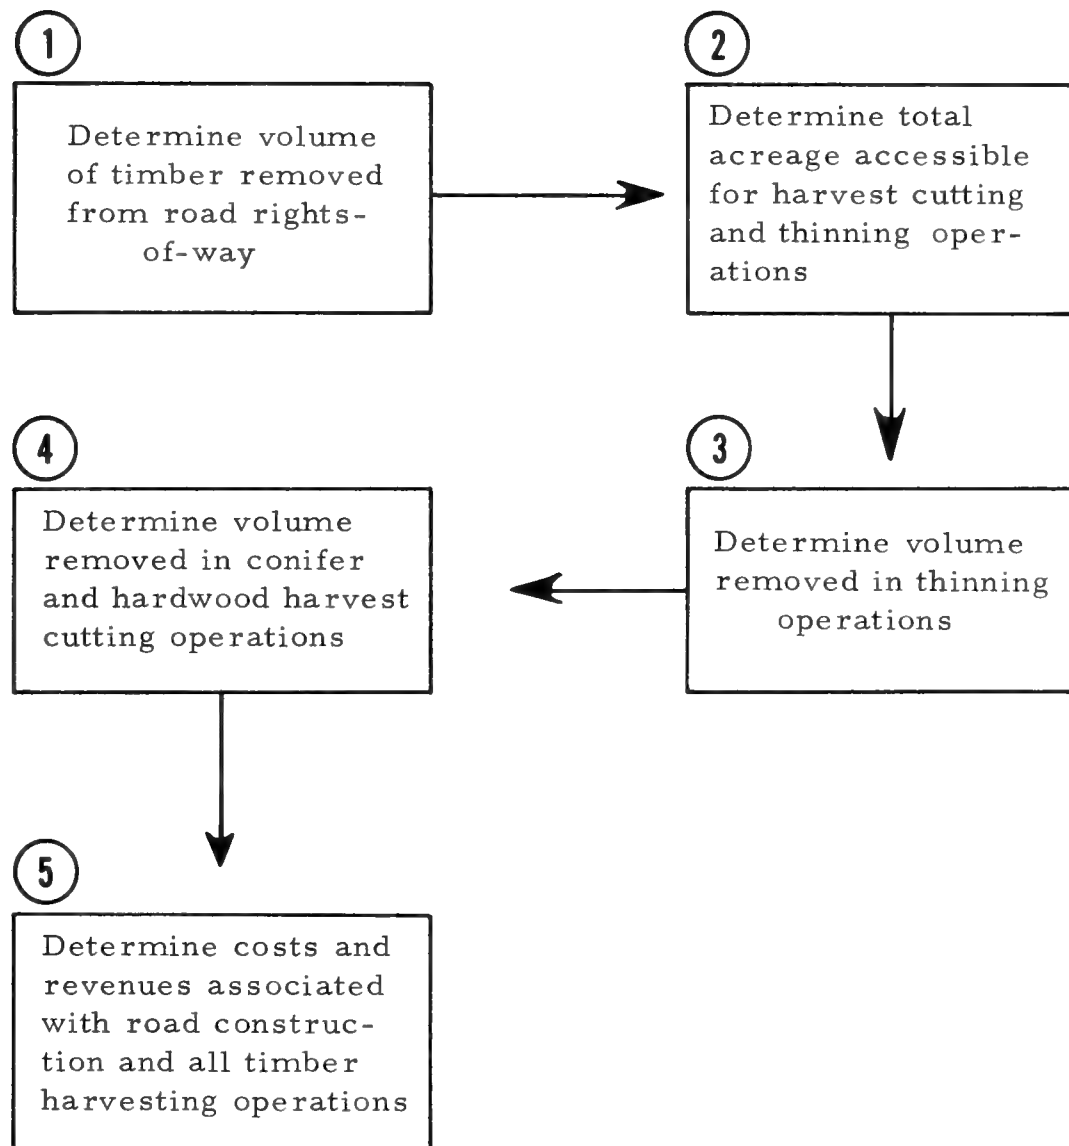 1
Determine volume
of timber removed
from road rights-
of-way
2
Determine total
acreage accessible
for harvest cutting
and thinning oper-
ations
3
Determine volume
removed in thinning
operations
4
Determine volume
removed in conifer
and hardwood harvest
cutting operations
5
Determine costs and
revenues associated
with road construc-
tion and all timber
harvesting operations